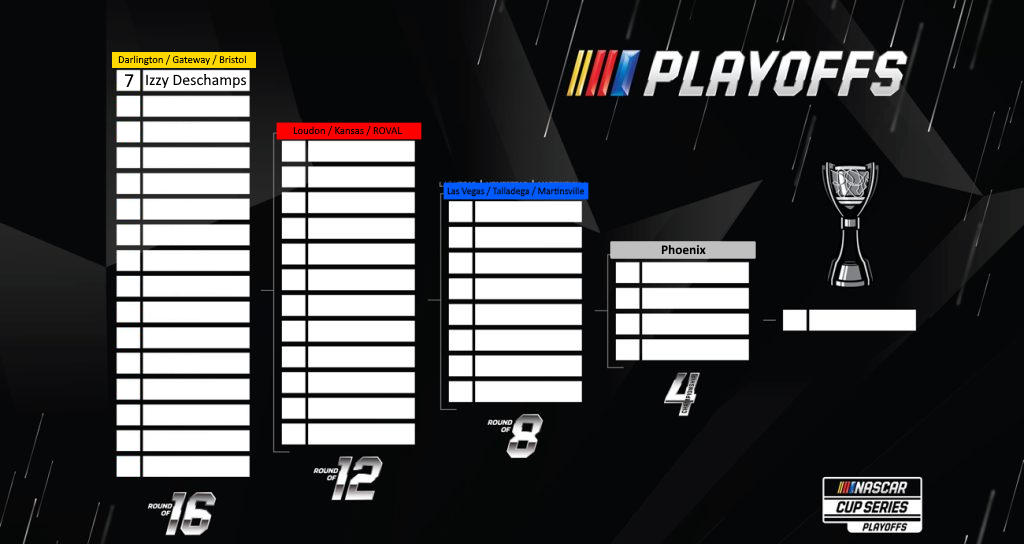 PLAYOFFS
Darlington / Gateway / Bristol
7 Izzy Deschamps
Loudon / Kansas / ROVAL
Las Vegas / Talladega / Martinsville
Phoenix
ROUND OF 16
ROUND OF 12
ROUND OF 8
CHAMPIONSHIP 4
NASCAR
CUP SERIES
PLAYOFFS